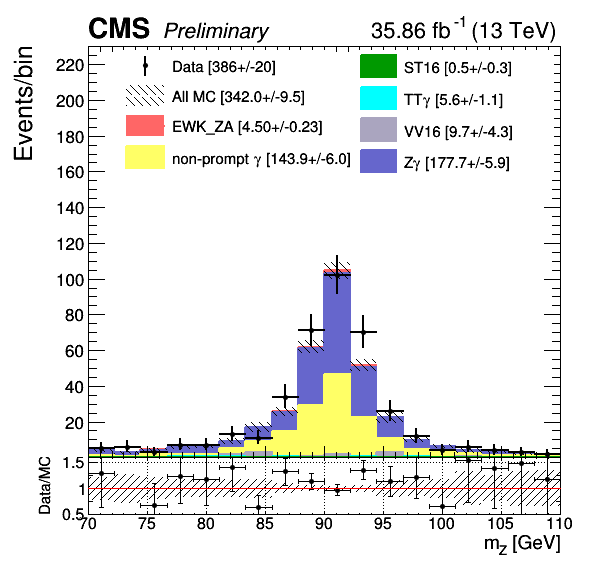 CMS Preliminary 35.86 fb⁻¹ (13 TeV)
Events/bin
220
200
180
160
140
120
100
80
60
40
20
Data [386+/-20]
All MC [342.0+/-9.5]
EWK_ZA [4.50+/-0.23]
non-prompt γ [143.9+/-6.0]
ST16 [0.5+/-0.3]
TTγ [5.6+/-1.1]
VV16 [9.7+/-4.3]
Zγ [177.7+/-5.9]
Data/MC
1.5
1
0.5
70 75 80 85 90 95 100 105 110
m_Z [GeV]